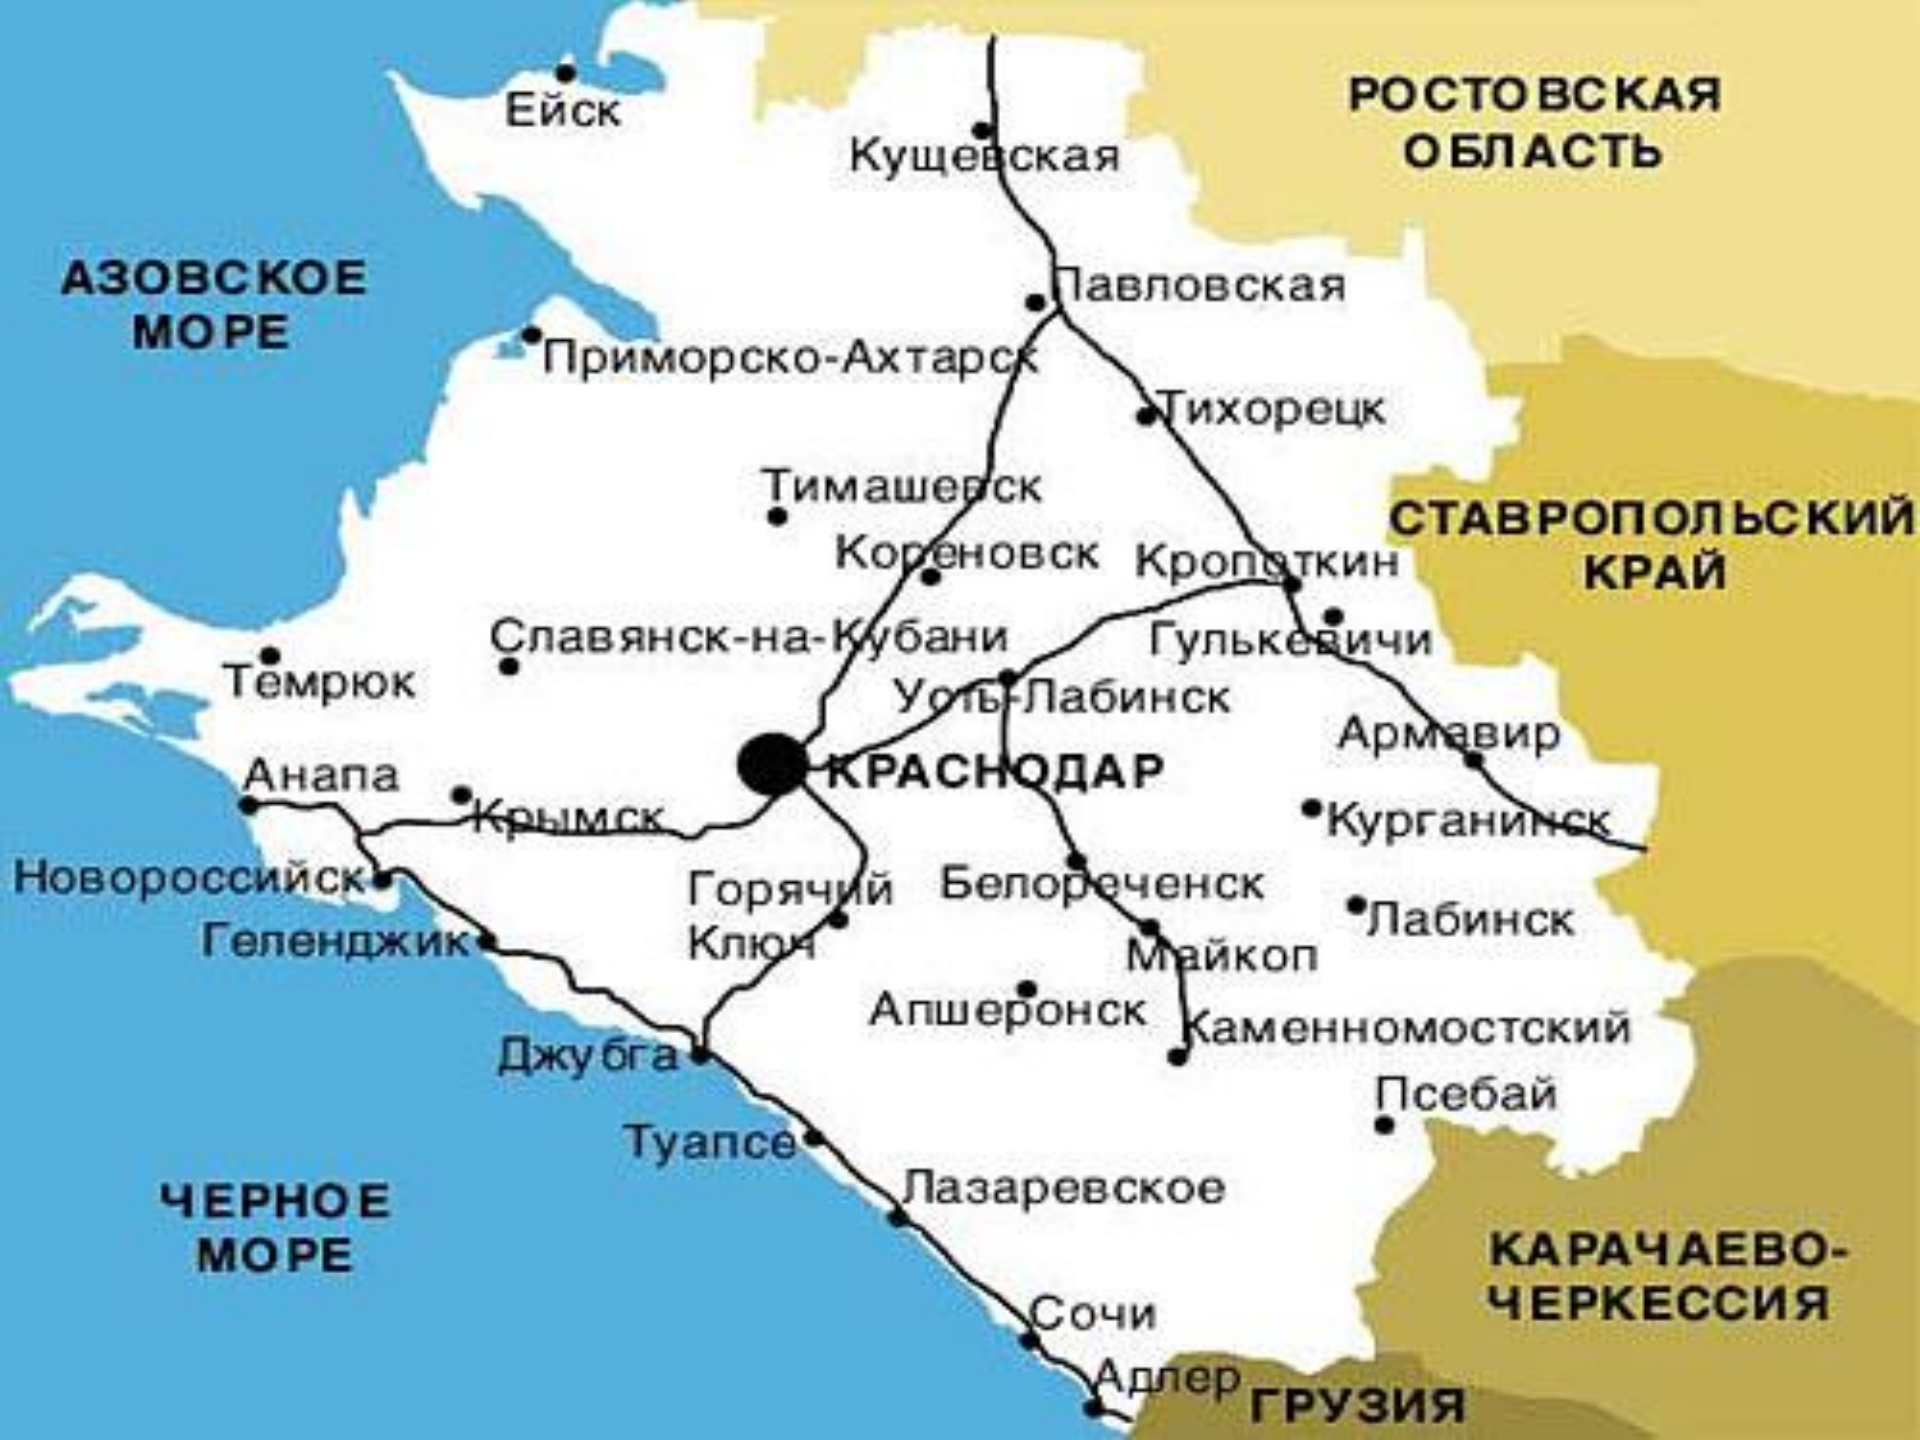 Ейск
РОСТОВСКАЯ
ОБЛАСТЬ
Кущевская
АЗОВСКОЕ
МОРЕ
Павловская
Приморско-Ахтарск
Тихорецк
Тимашевск
СТАВРОПОЛЬСКИЙ
КРАЙ
Кореновск
Кропоткин
Славянск-на-Кубани
Гулькевичи
Темрюк
Усть-Лабинск
Армавир
Анапа
КРАСНОДАР
Крымск
Курганинск
Новороссийск
Горячий
Ключ
Белореченск
Лабинск
Геленджик
Майкоп
Апшеронск
Каменномостский
Джубга
Псебай
Туапсе
Лазаревское
ЧЕРНОЕ
МОРЕ
КАРАЧАЕВО-
ЧЕРКЕССИЯ
Сочи
Адлер
ГРУЗИЯ